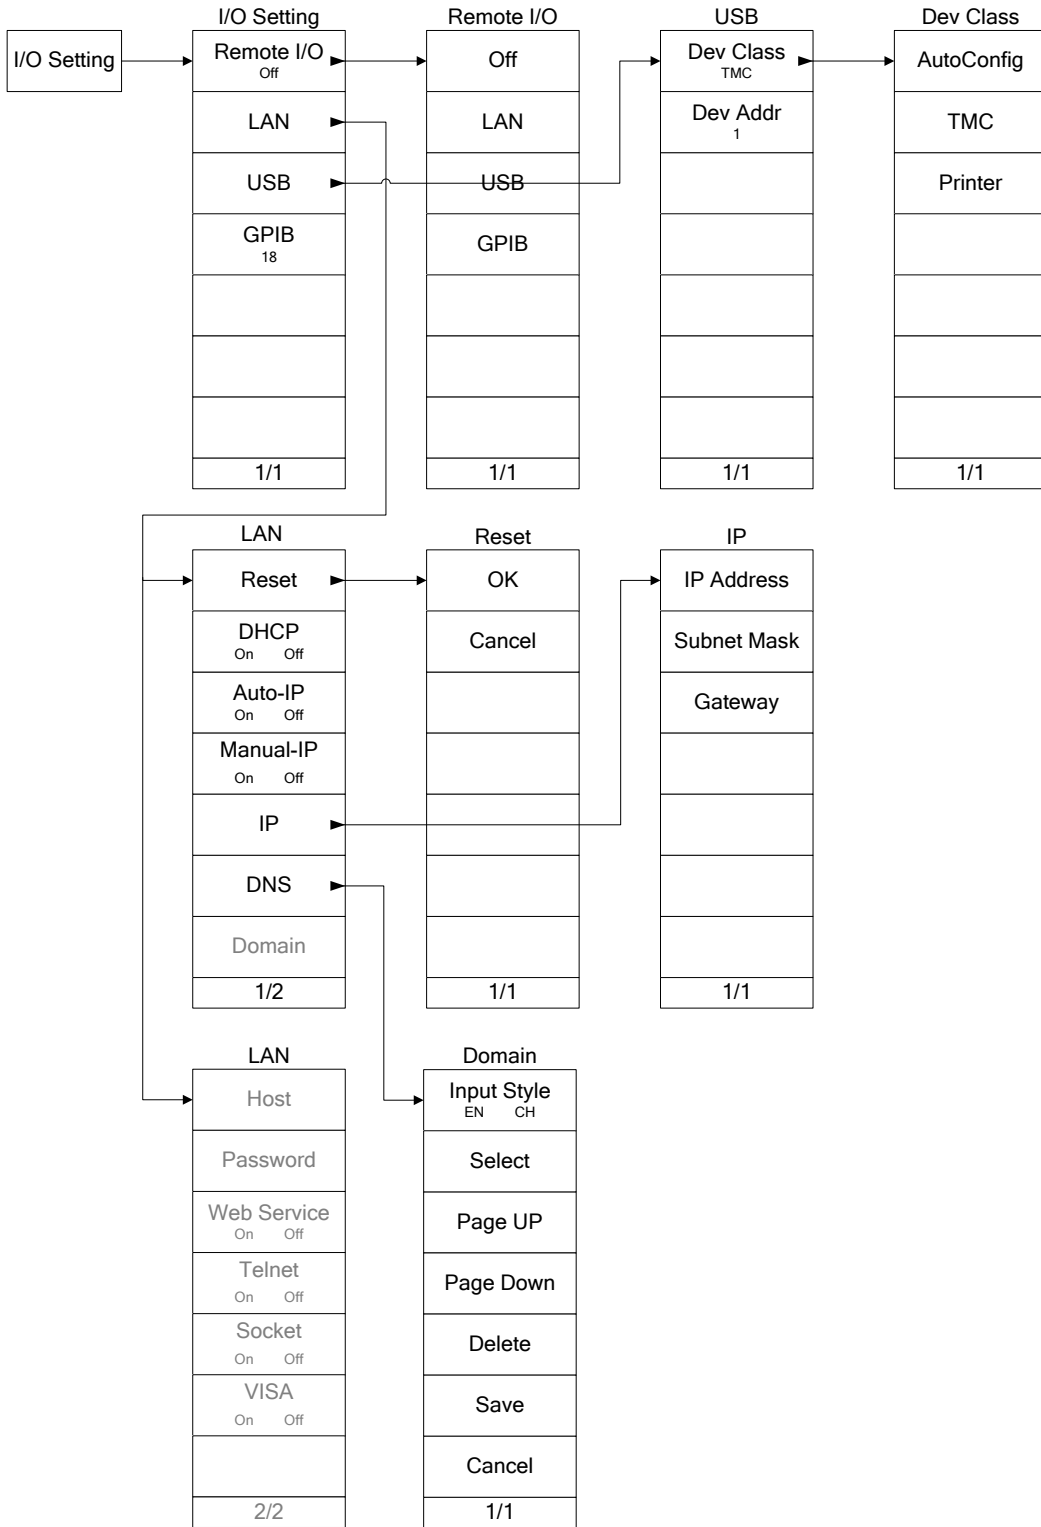 I/O Setting
I/O Setting
Remote I/O
Off
LAN
USB
GPIB
18
1/1
Remote I/O
Off
LAN
USB
GPIB
1/1
USB
Dev Class
TMC
Dev Addr
1
1/1
Dev Class
AutoConfig
TMC
Printer
1/1
LAN
Reset
DHCP
On Off
Auto-IP
On Off
Manual-IP
On Off
IP
DNS
Domain
1/2
Reset
OK
Cancel
1/1
IP
IP Address
Subnet Mask
Gateway
1/1
LAN
Host
Password
Web Service
On Off
Telnet
On Off
Socket
On Off
VISA
On Off
2/2
Domain
Input Style
EN CH
Select
Page UP
Page Down
Delete
Save
Cancel
1/1